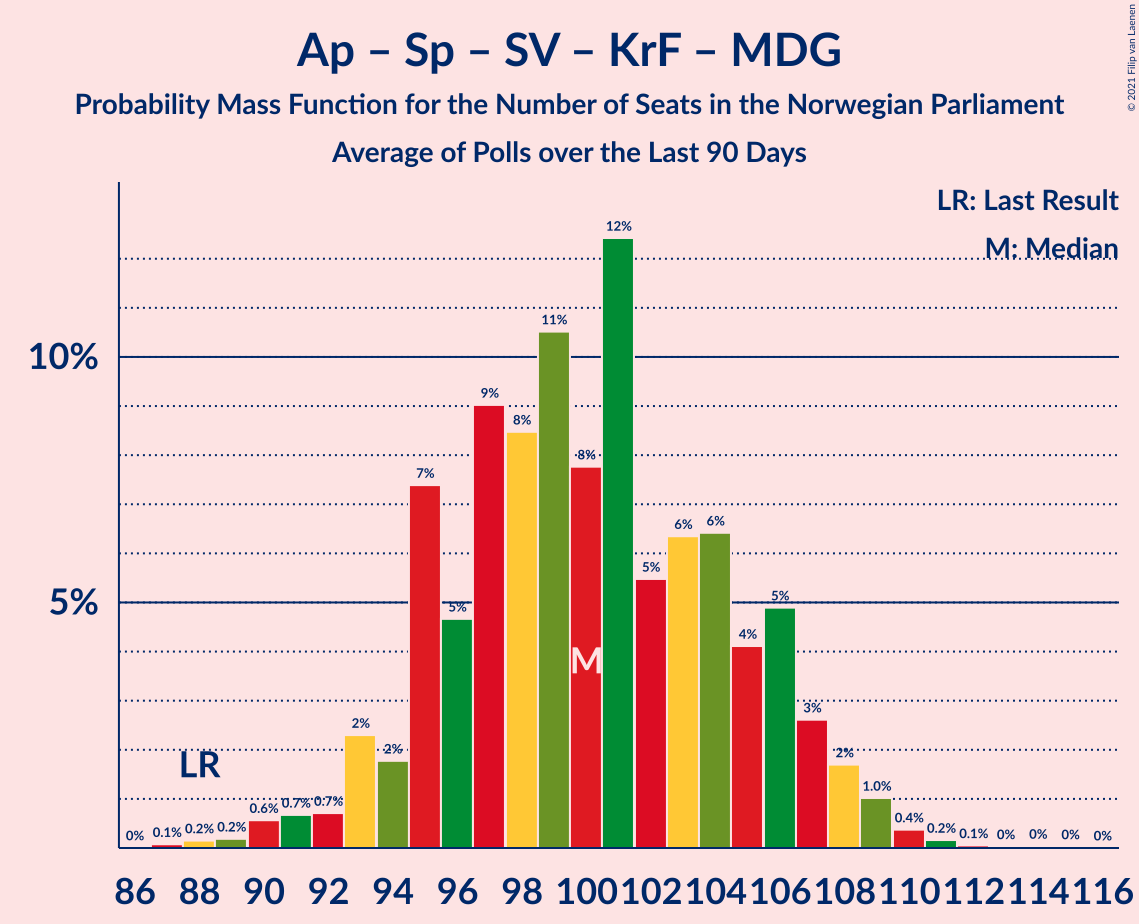 Ap – Sp – SV – KrF – MDG
Probability Mass Function for the Number of Seats in the Norwegian Parliament
Average of Polls over the Last 90 Days
© 2021 Filip van Laenen
LR: Last Result
M: Median
10%
5%
LR
M
0% 0.1% 0.2% 0.2% 0.6% 0.7% 0.7% 2% 2% 7% 5% 9% 8% 11% 8% 12% 5% 6% 6% 4% 5% 3% 2% 1.0% 0.4% 0.2% 0.1% 0% 0% 0% 0%
86 88 90 92 94 96 98 100 102 104 106 108 110 112 114 116